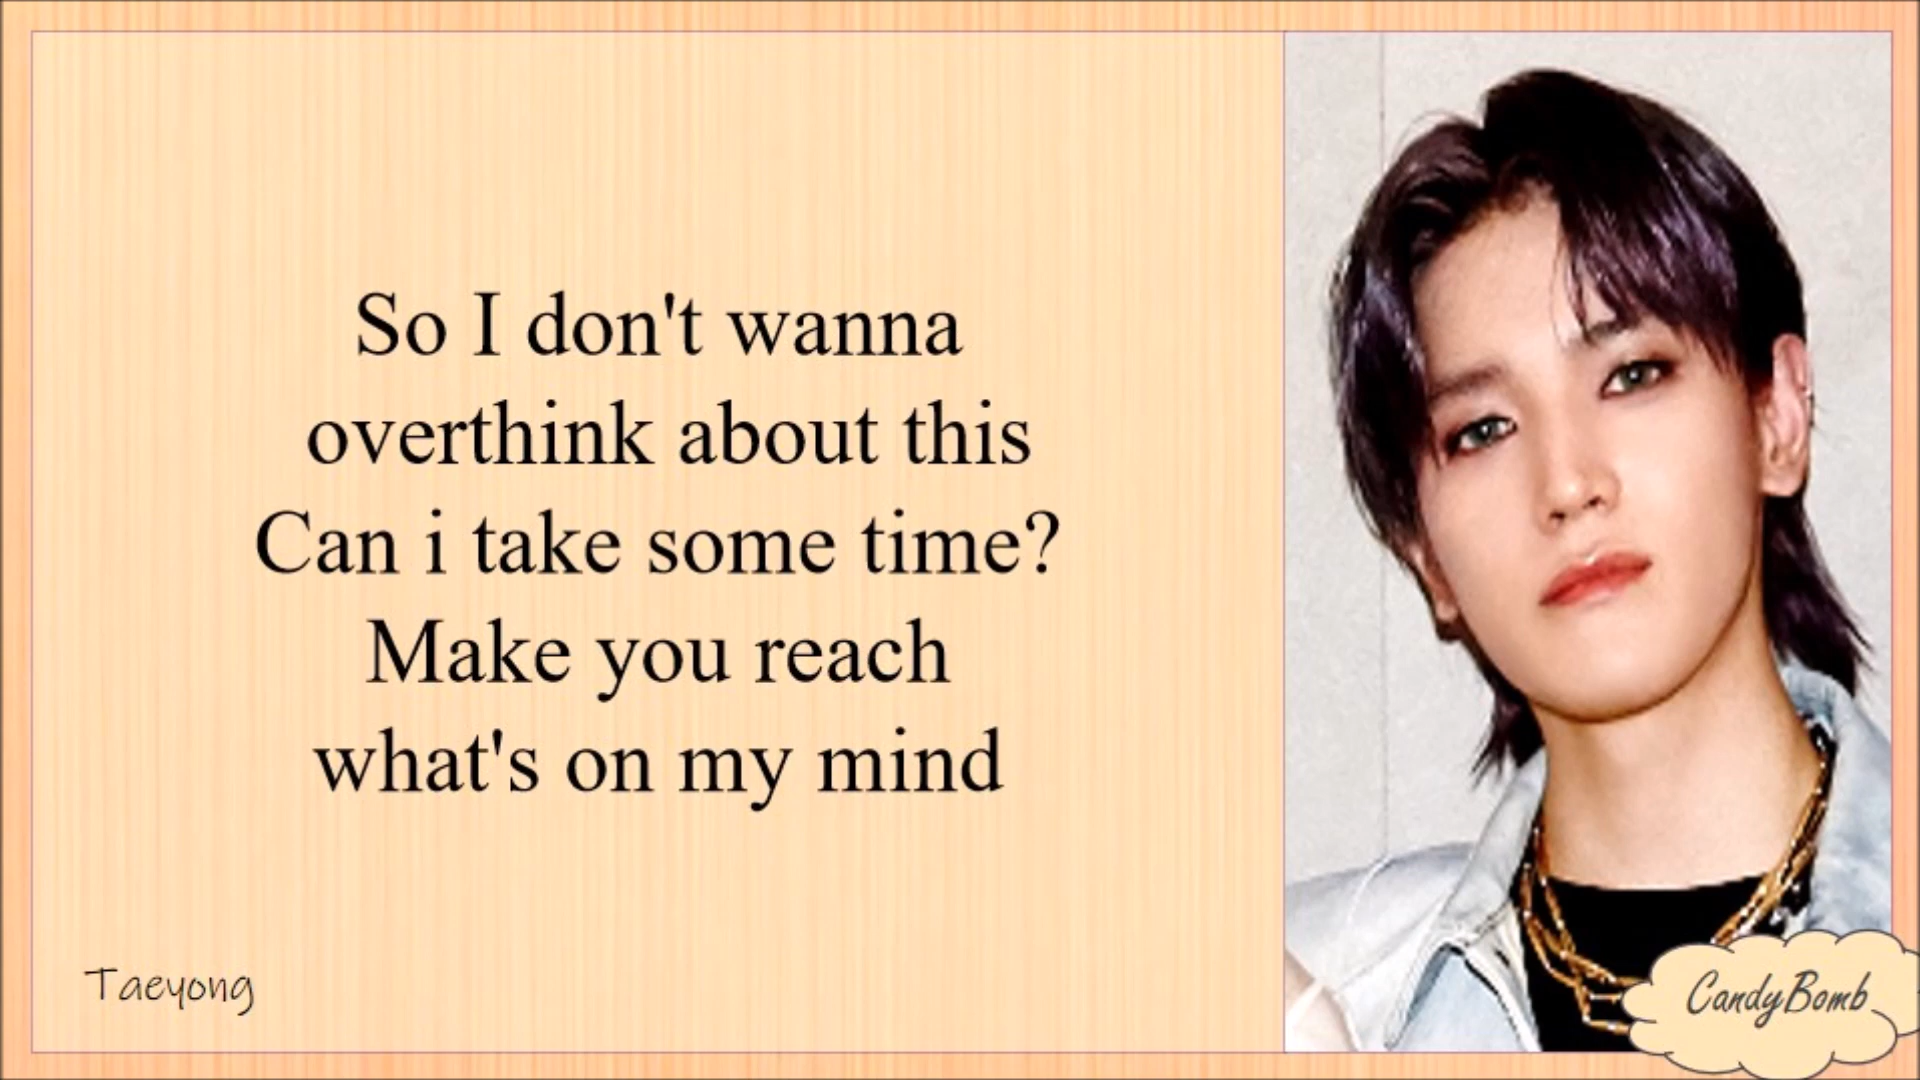 So I don't wanna
overthink about this
Can i take some time?
Make you reach
what's on my mind
Taeyong
CandyBomb